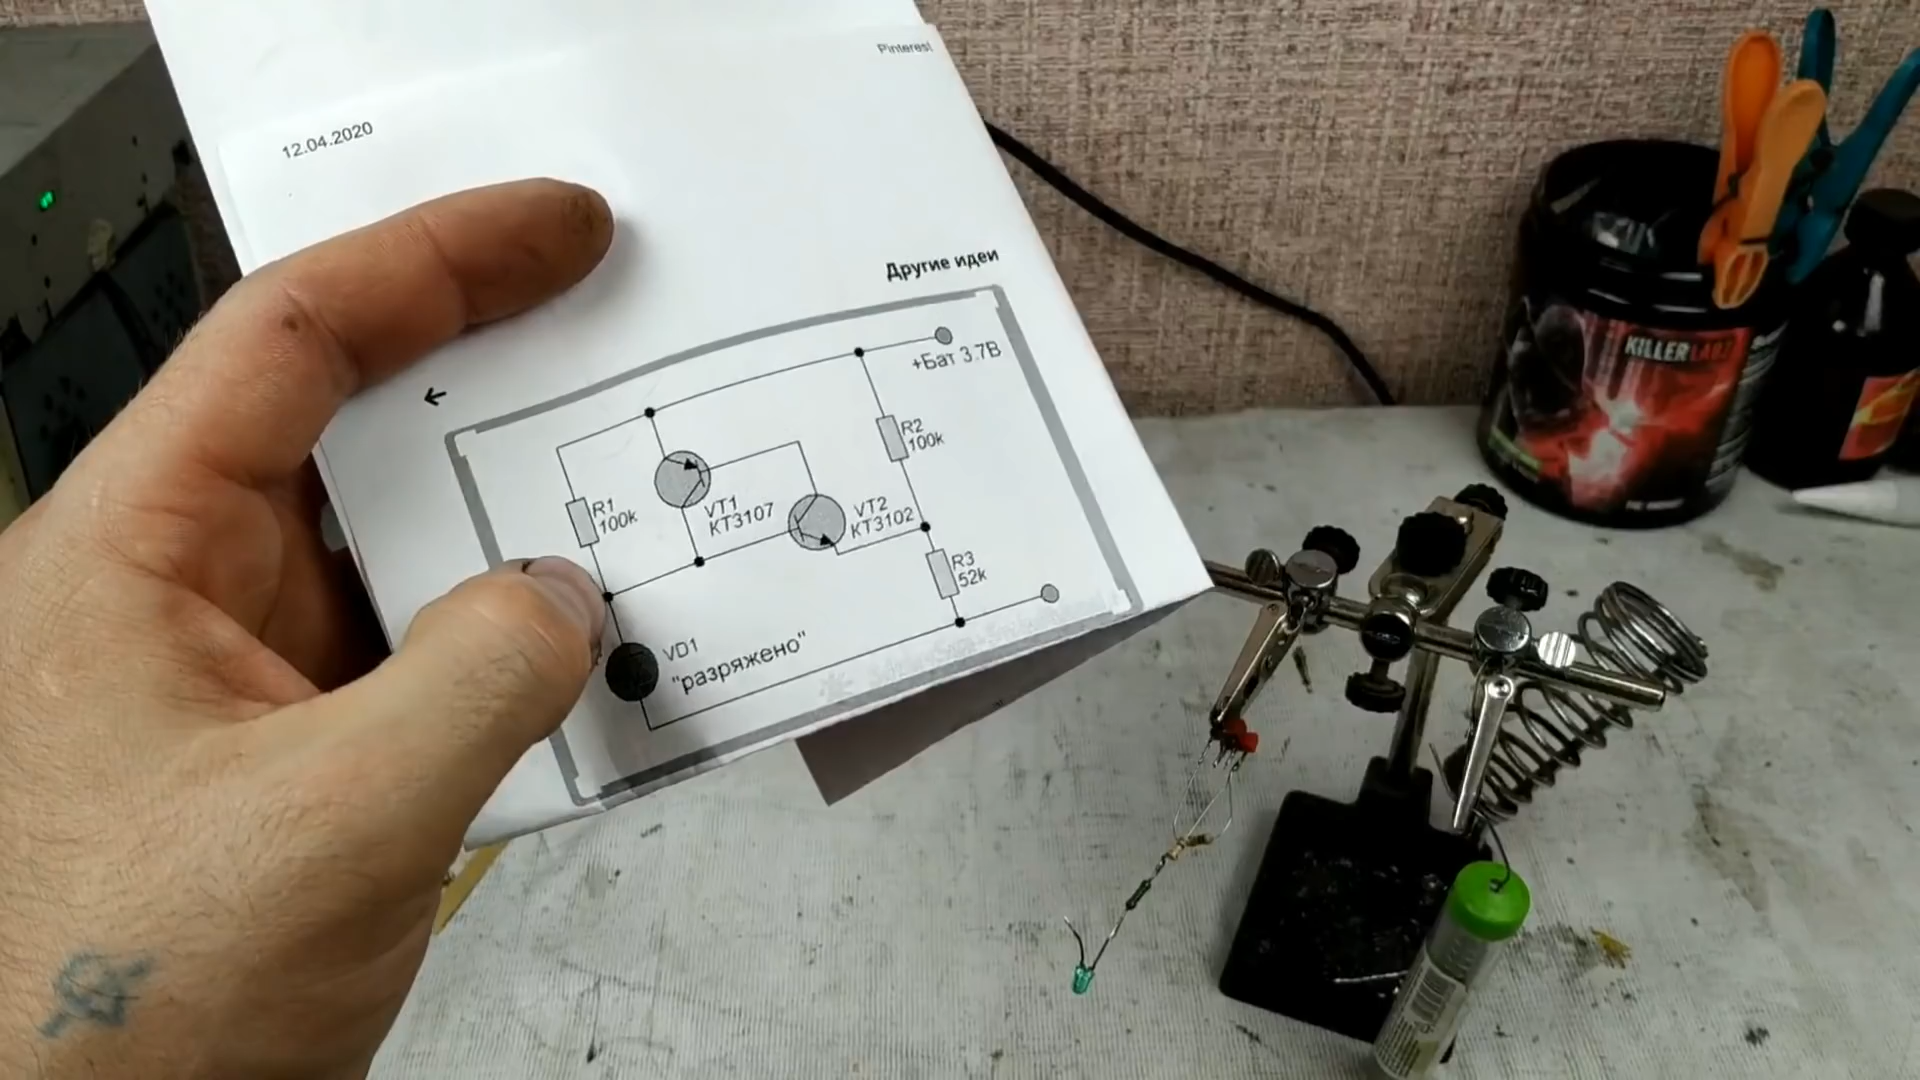 Pinterest
12.04.2020
Другие идеи
←
+Бат 3.7В
R2
100k
R1
100k
VT1
КТ3107
VT2
КТ3102
R3
52k
VD1
"разряжено"
KILLER LABZ